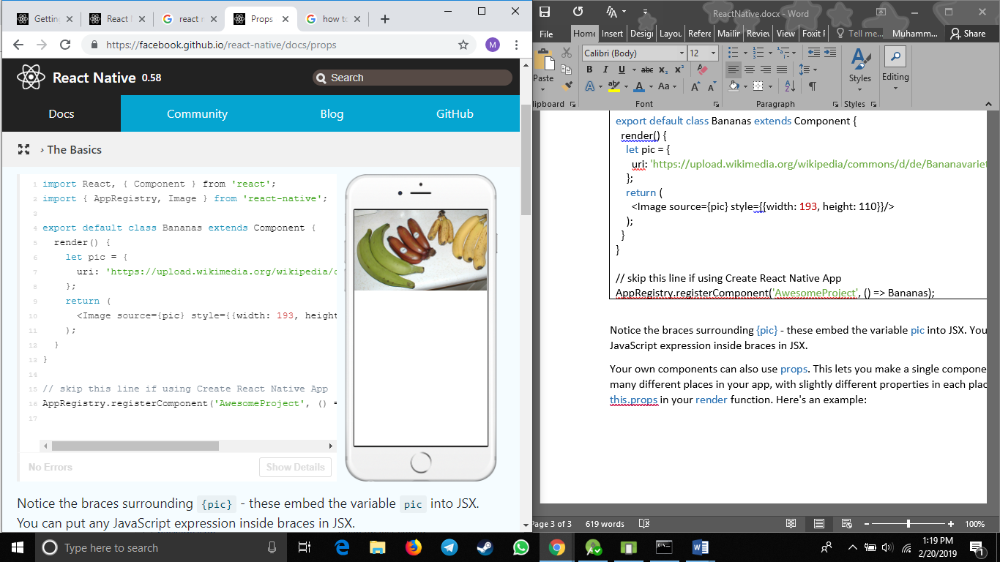 Getting
React N
react n
Props
how to
https://facebook.github.io/react-native/docs/props
M
React Native 0.58
Search
Docs
Community
Blog
GitHub
› The Basics
1 import React, { Component } from 'react';
2 import { AppRegistry, Image } from 'react-native';
3
4 export default class Bananas extends Component {
5 render() {
6 let pic = {
7 uri: 'https://upload.wikimedia.org/wikipedia/c
8 };
9 return (
10 <Image source={pic} style={{width: 193, height
11 );
12 }
13 }
14
15 // skip this line if using Create React Native App
16 AppRegistry.registerComponent('AwesomeProject', () =
17
No Errors
Show Details
Notice the braces surrounding {pic} - these embed the variable pic into JSX.
You can put any JavaScript expression inside braces in JSX.
ReactNative.docx - Word
File Home Insert Desig Layou Refere Mailin Review View Foxit F Tell me... Muhamm... Share
Paste
Calibri (Body) 12
B I U abc x₂ x²
A ab A Aa A A
Styles
Editing
lipboard Font Paragraph Styles
export default class Bananas extends Component {
render() {
let pic = {
uri: 'https://upload.wikimedia.org/wikipedia/commons/d/de/Bananavariet
};
return (
<Image source={pic} style={{width: 193, height: 110}}/>
);
}
}
// skip this line if using Create React Native App
AppRegistry.registerComponent('AwesomeProject', () => Bananas);
Notice the braces surrounding {pic} - these embed the variable pic into JSX. You
JavaScript expression inside braces in JSX.
Your own components can also use props. This lets you make a single compone
many different places in your app, with slightly different properties in each plac
this.props in your render function. Here's an example:
Page 3 of 3 619 words
100%
Type here to search
1:19 PM
2/20/2019
1